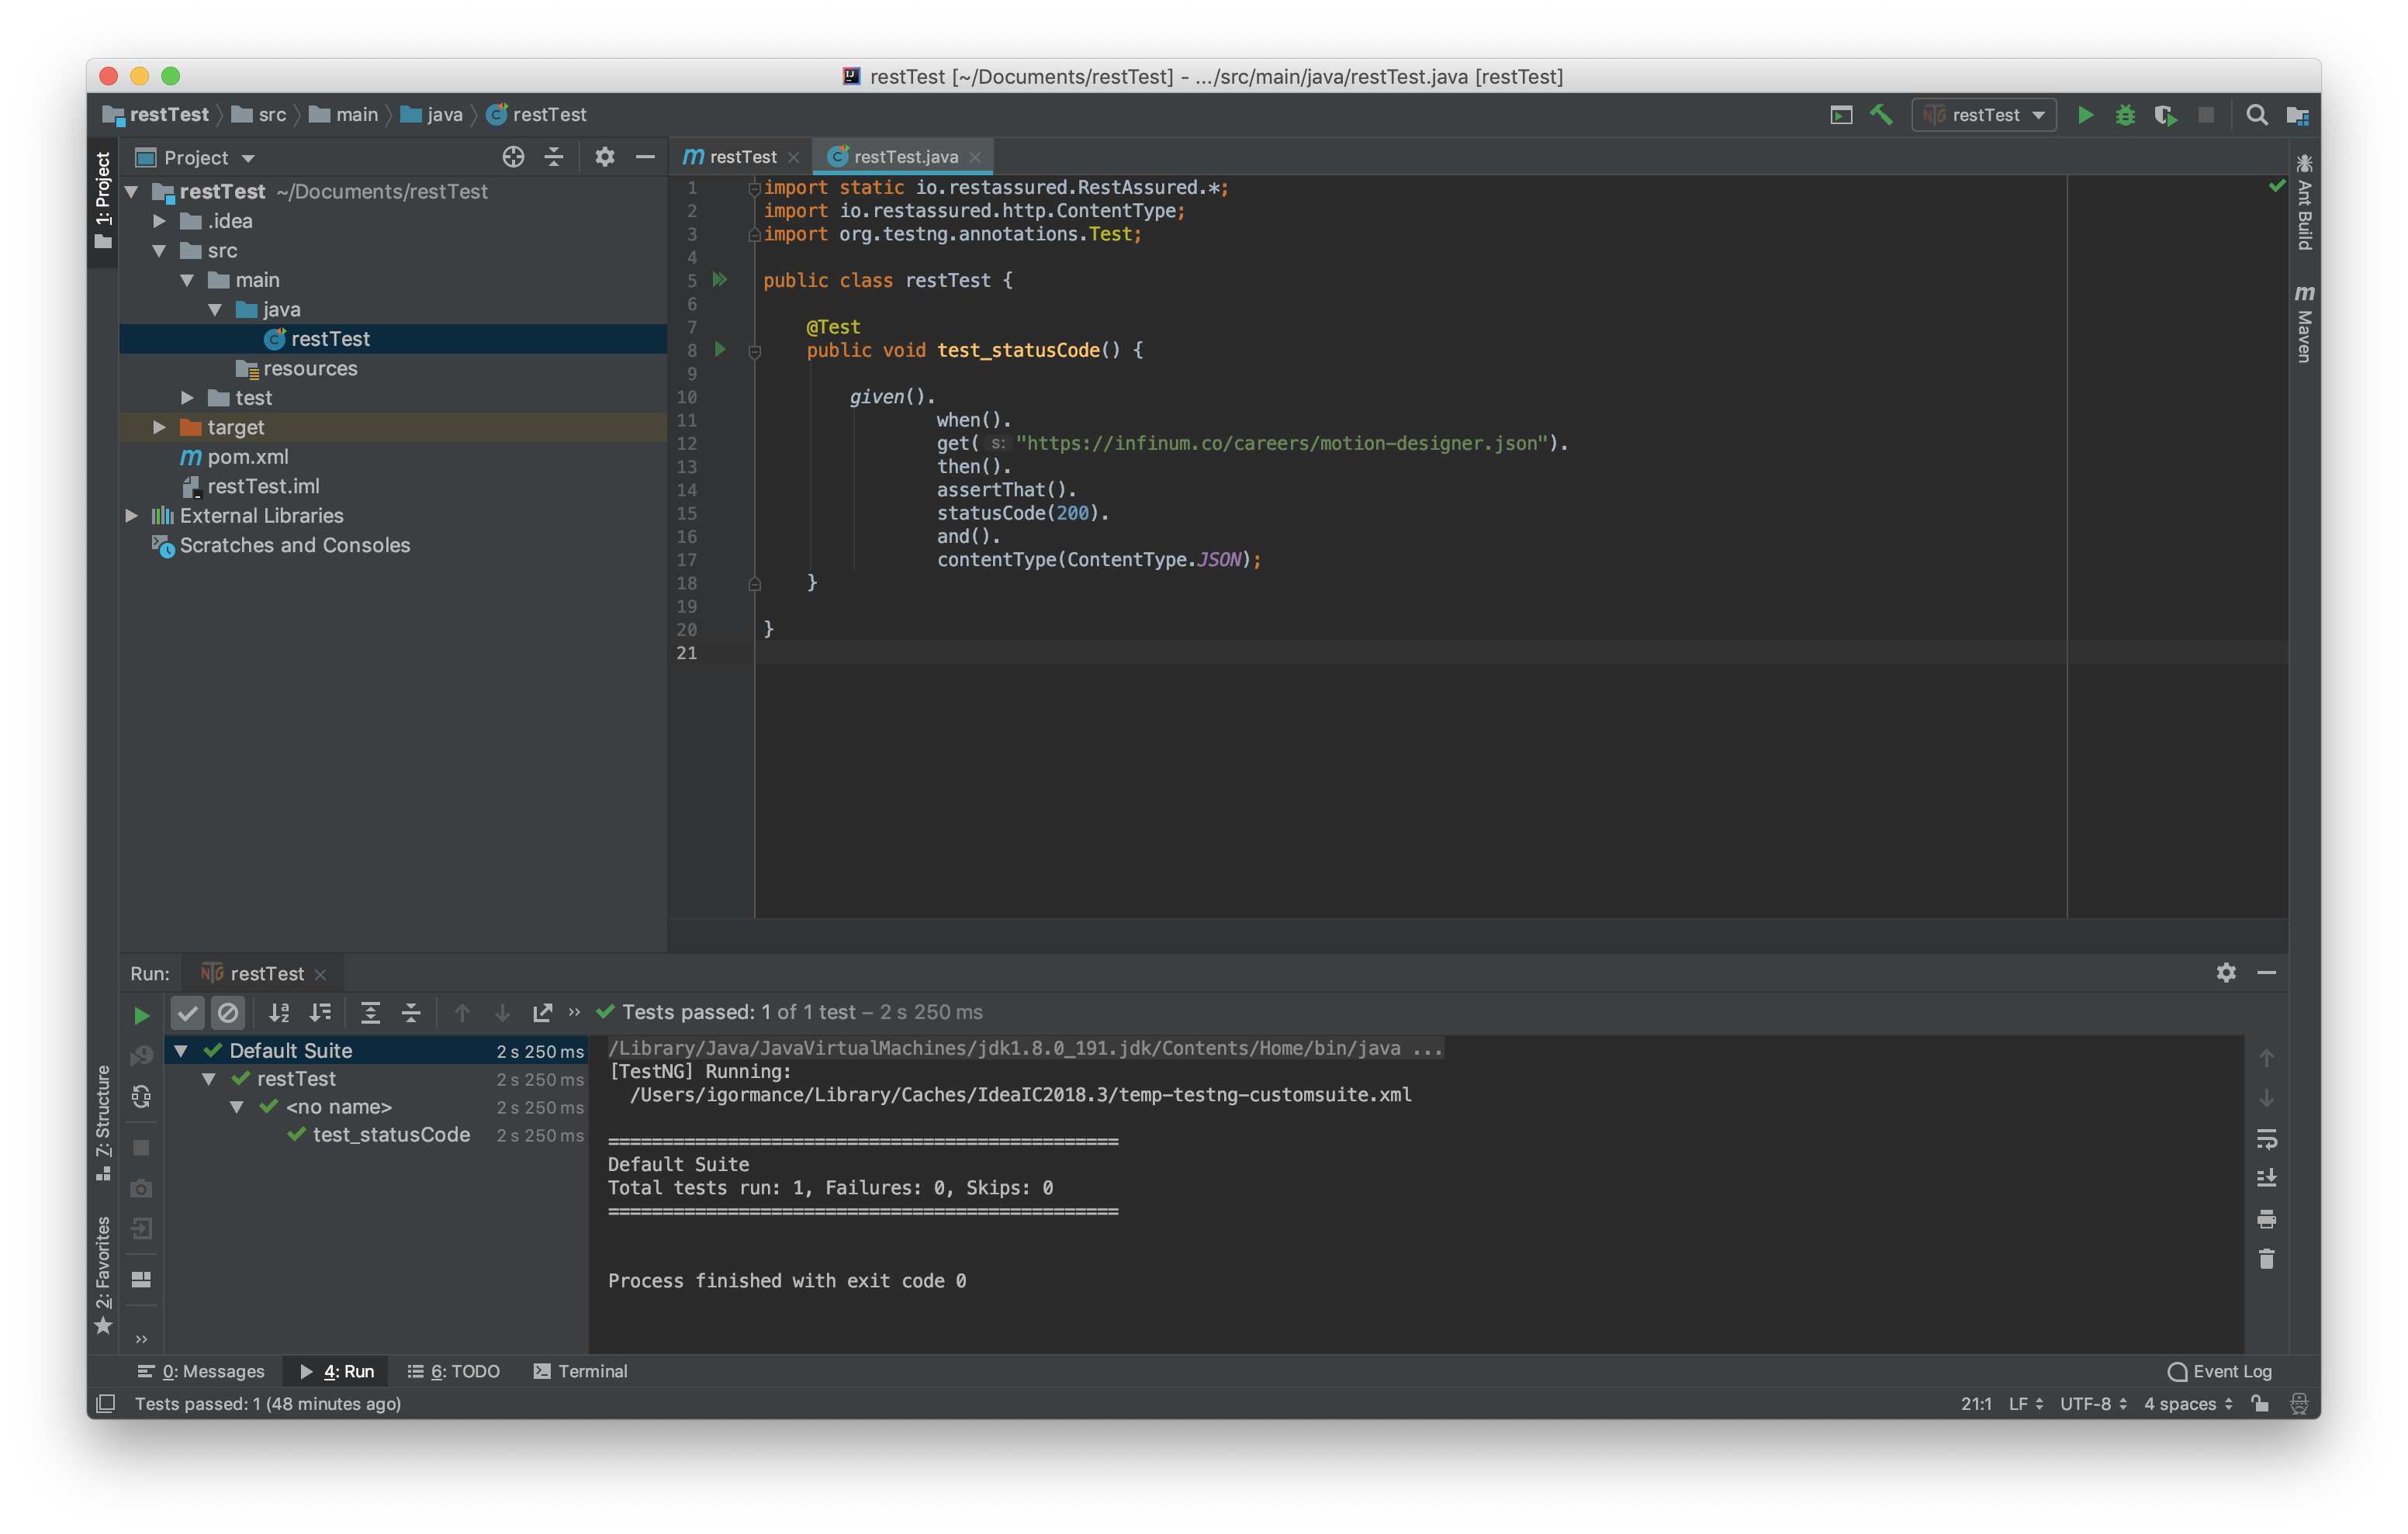 restTest [~/Documents/restTest] - .../src/main/java/restTest.java [restTest]
restTest src main java restTest
restTest
1: Project
Project
restTest ~/Documents/restTest
.idea
src
main
java
restTest
resources
test
target
pom.xml
restTest.iml
External Libraries
Scratches and Consoles
restTest
restTest.java
1 import static io.restassured.RestAssured.*;
2 import io.restassured.http.ContentType;
3 import org.testng.annotations.Test;
4
5 public class restTest {
6
7 @Test
8 public void test_statusCode() {
9
10 given().
11 when().
12 get( s: "https://infinum.co/careers/motion-designer.json").
13 then().
14 assertThat().
15 statusCode(200).
16 and().
17 contentType(ContentType.JSON);
18 }
19
20 }
21
Ant Build
Maven
Run: restTest
Tests passed: 1 of 1 test – 2 s 250 ms
Default Suite 2 s 250 ms
restTest 2 s 250 ms
<no name> 2 s 250 ms
test_statusCode 2 s 250 ms
/Library/Java/JavaVirtualMachines/jdk1.8.0_191.jdk/Contents/Home/bin/java ...
[TestNG] Running:
/Users/igormance/Library/Caches/IdeaIC2018.3/temp-testng-customsuite.xml
===============================================
Default Suite
Total tests run: 1, Failures: 0, Skips: 0
===============================================
Process finished with exit code 0
7: Structure
2: Favorites
0: Messages 4: Run 6: TODO Terminal Event Log
Tests passed: 1 (48 minutes ago) 21:1 LF UTF-8 4 spaces